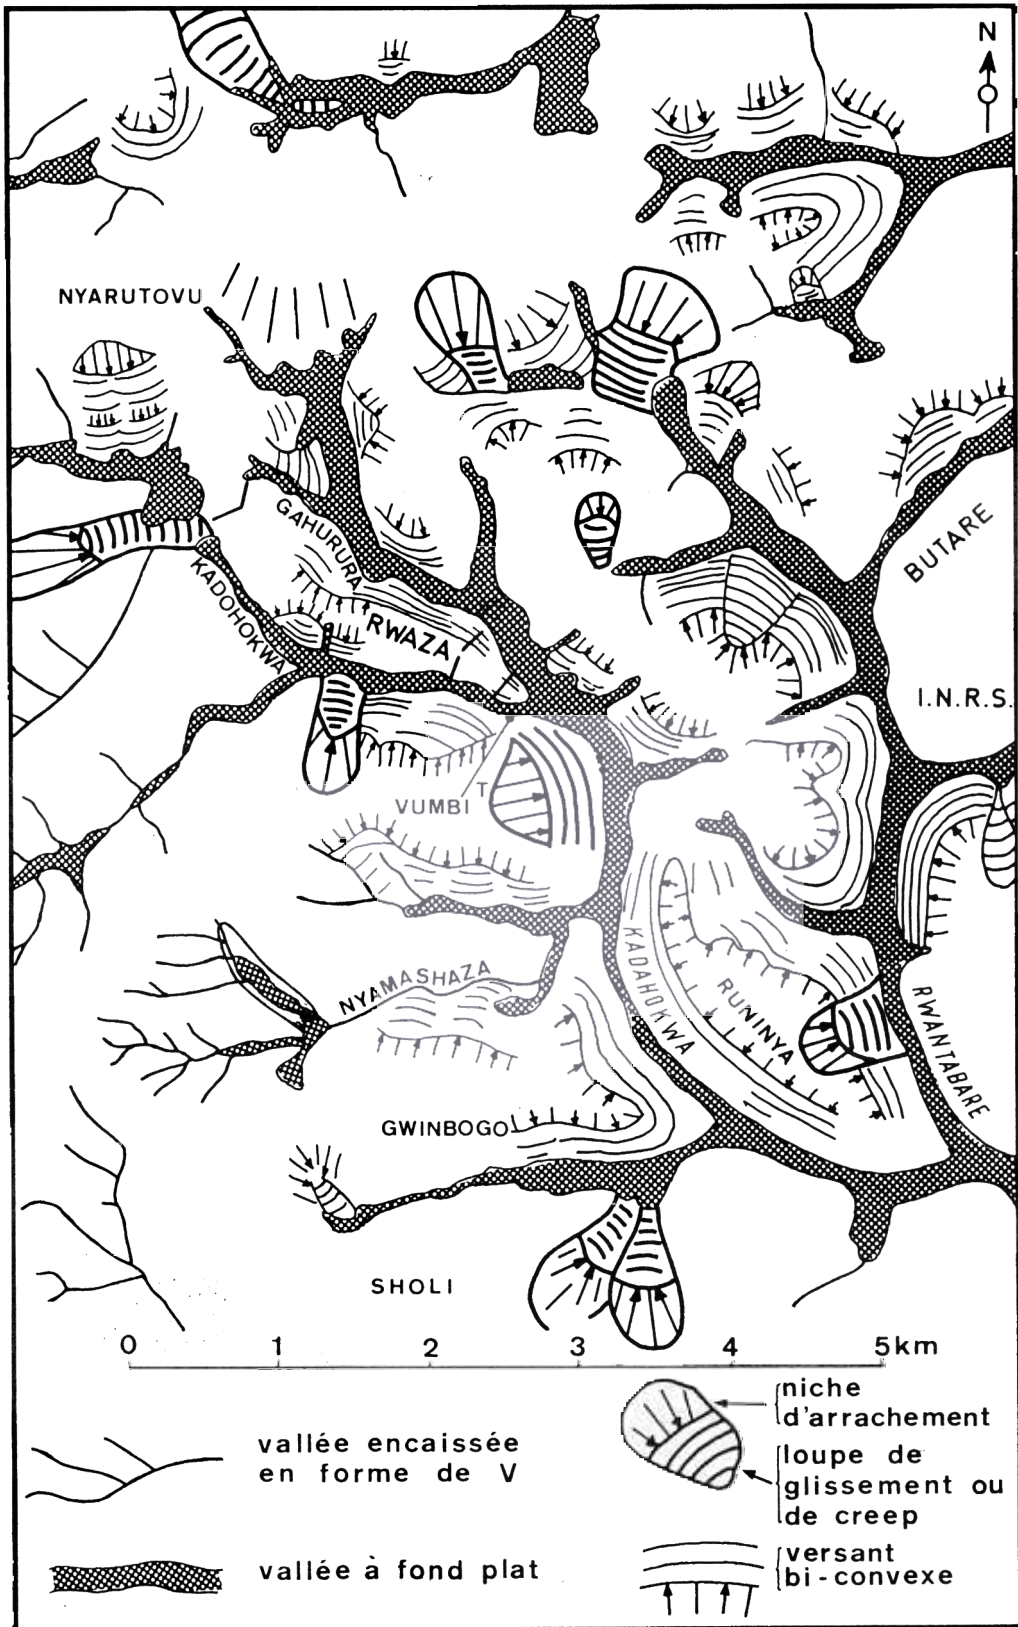 N
NYARUTOVU
GAHURURA
BUTARE
KADOHOKWA
RWAZA
I.N.R.S.
VUMBI T
KADAHOKWA
NYAMASHAZA
RUNINYA
RWANTABARE
GWINBOGO
SHOLI
0 1 2 3 4 5km
niche
d'arrachement
vallée encaissée
en forme de V
loupe de
glissement ou
de creep
vallée à fond plat
versant
bi-convexe